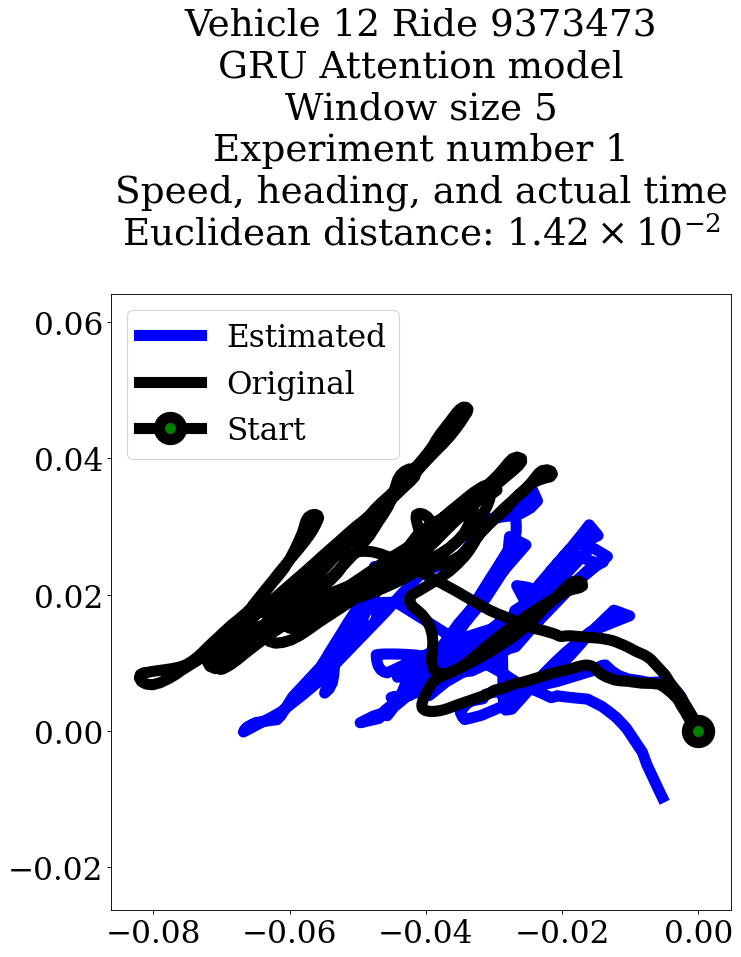 Vehicle 12 Ride 9373473
GRU Attention model
Window size 5
Experiment number 1
Speed, heading, and actual time
Euclidean distance: 1.42 × 10⁻²
Estimated
Original
Start
0.06
0.04
0.02
0.00
−0.02
−0.08
−0.06
−0.04
−0.02
0.00